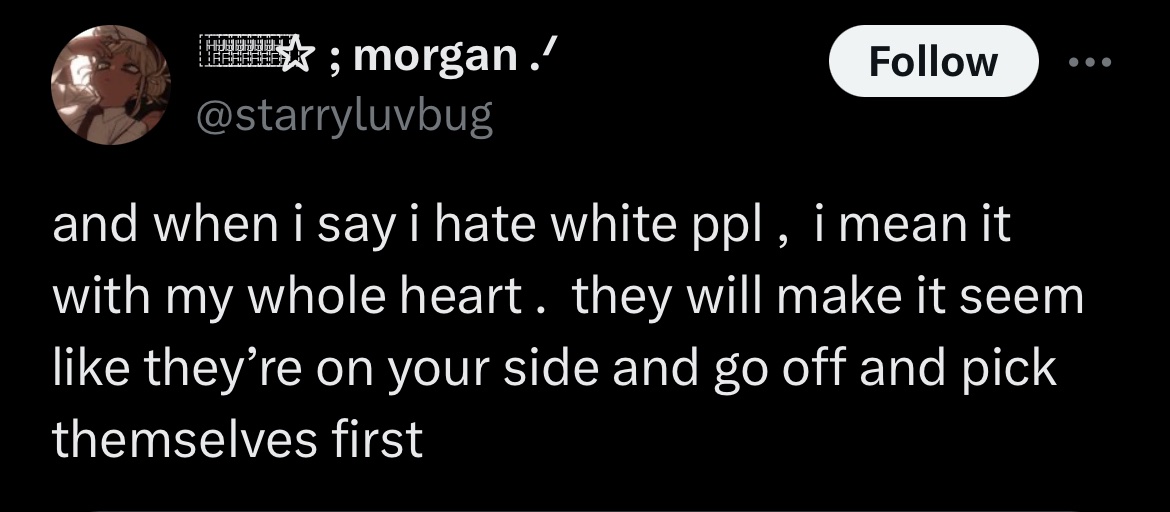 ☆ ; morgan .ᐟ
Follow
@starryluvbug
and when i say i hate white ppl ,  i mean it
with my whole heart .  they will make it seem
like they’re on your side and go off and pick
themselves first